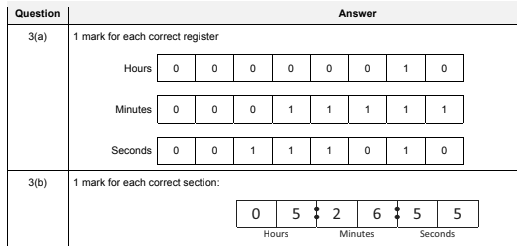 Question Answer
3(a) 1 mark for each correct register
Hours 0 0 0 0 0 0 1 0
Minutes 0 0 0 1 1 1 1 1
Seconds 0 0 1 1 1 0 1 0
3(b) 1 mark for each correct section:
0 5 : 2 6 : 5 5
Hours Minutes Seconds